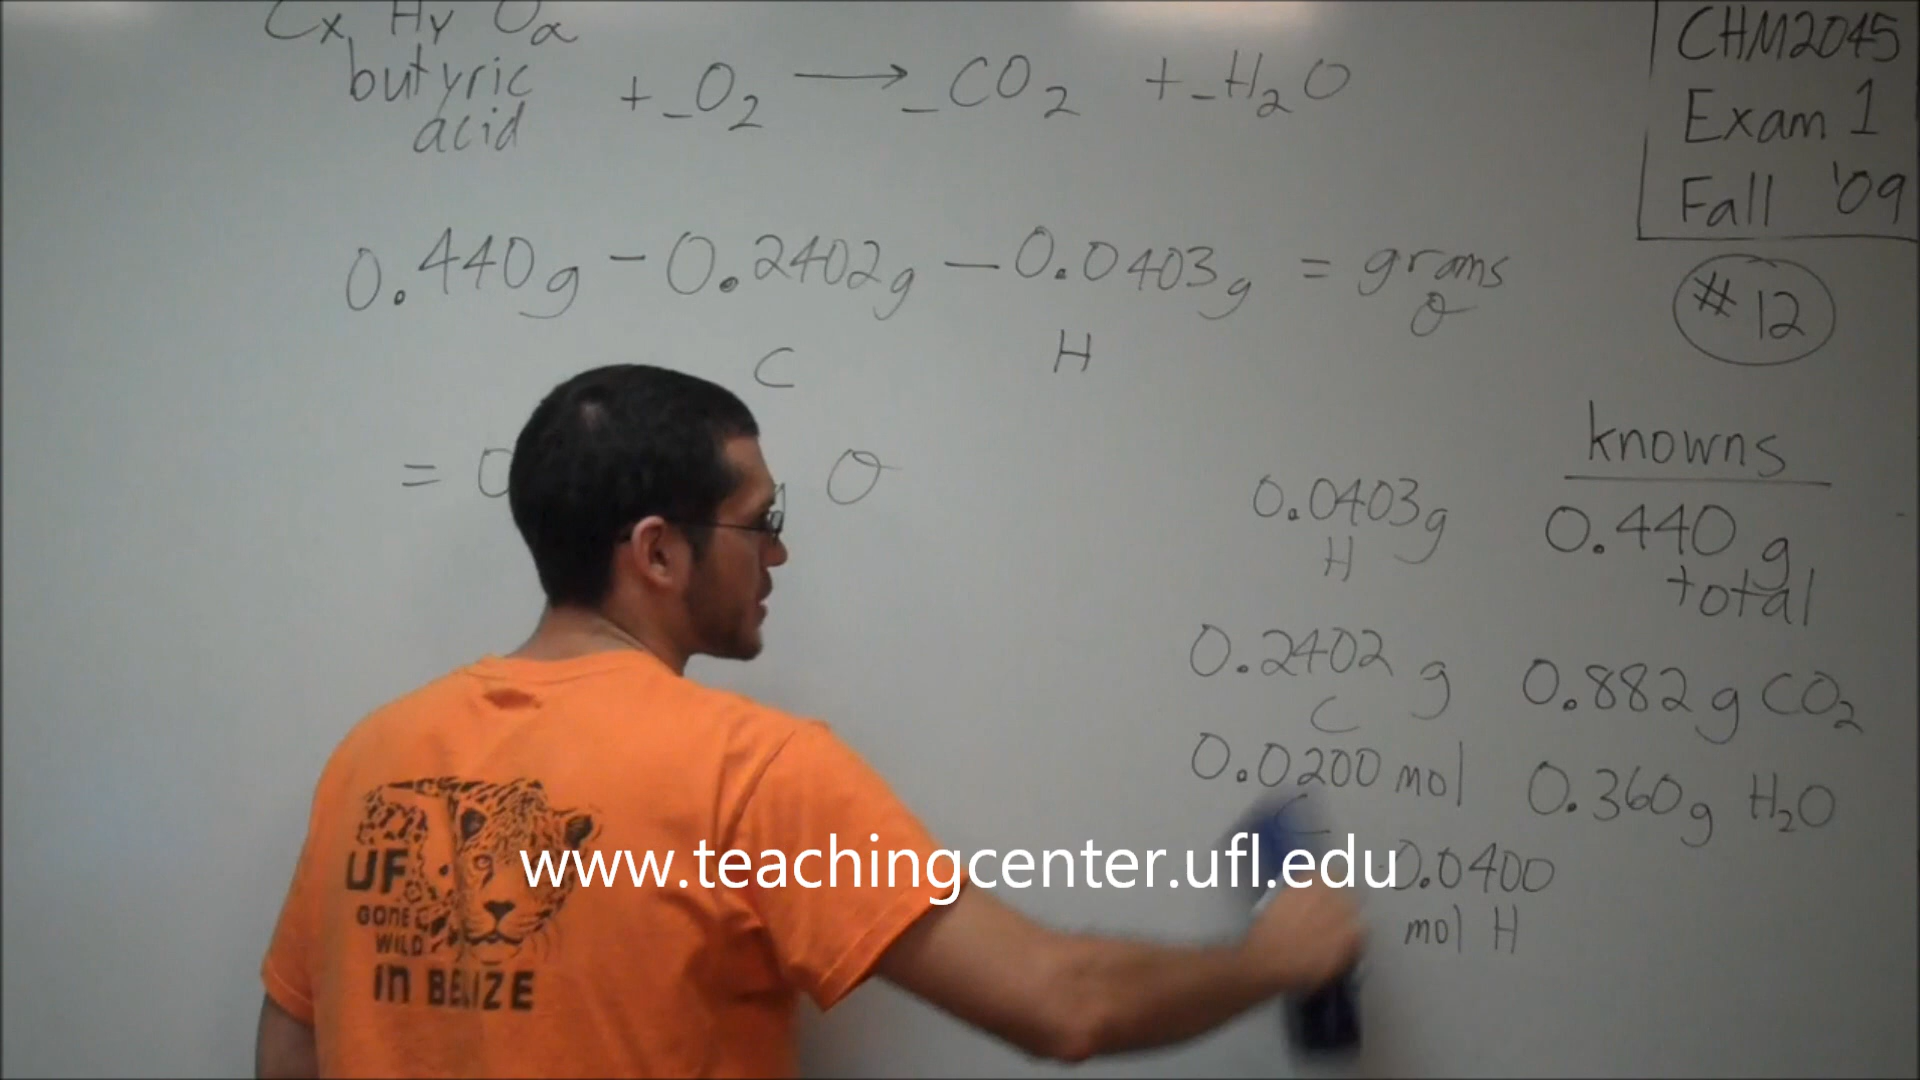 Cx Hy Oz
butyric acid + _O₂ → _CO₂ + _H₂O
CHM2045
Exam 1
Fall '09
#12
0.440g - 0.2402g - 0.0403g = grams O
C H
= 0 O
knowns
0.440 g
total
0.882g CO₂
0.360g H₂O
0.0403g
H
0.2402 g
C
0.0200 mol
C
0.0400
mol H
www.teachingcenter.ufl.edu
UF
GONE
WILD
in BELIZE